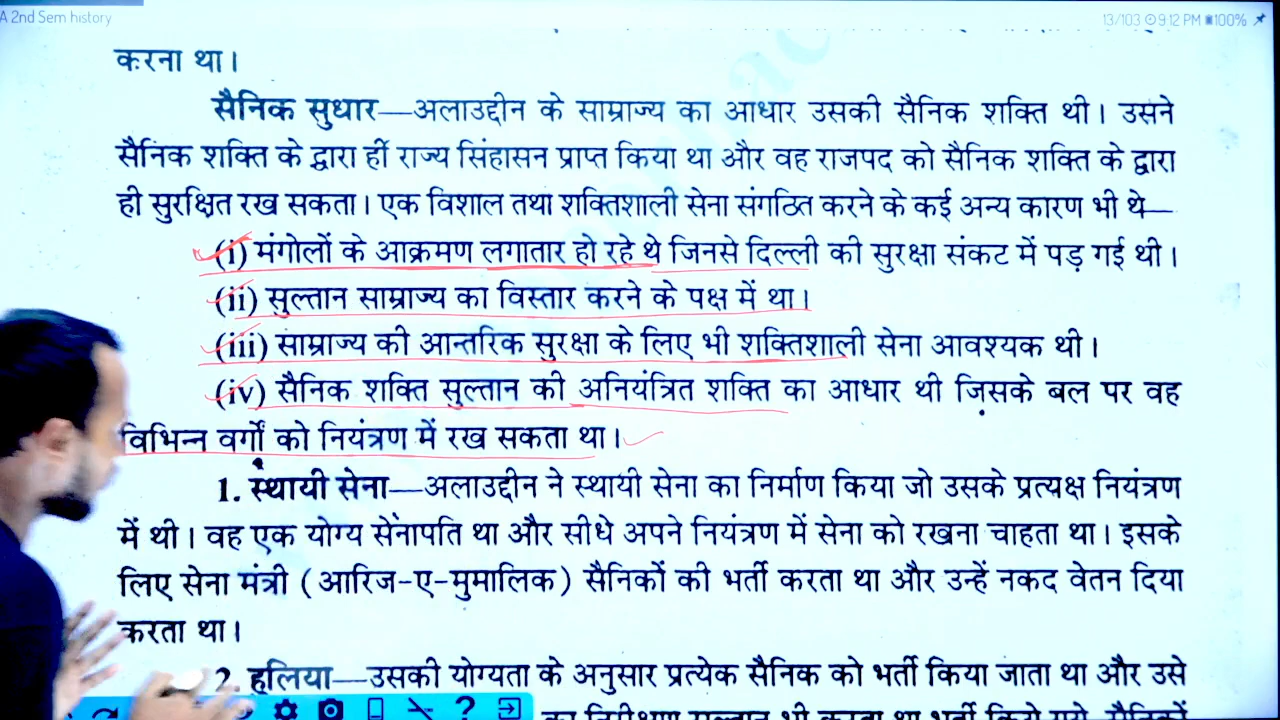 A 2nd Sem history
13/103 9:12 PM 100%
करना था।
सैनिक सुधार—अलाउद्दीन के साम्राज्य का आधार उसकी सैनिक शक्ति थी। उसने
सैनिक शक्ति के द्वारा ही राज्य सिंहासन प्राप्त किया था और वह राजपद को सैनिक शक्ति के द्वारा
ही सुरक्षित रख सकता। एक विशाल तथा शक्तिशाली सेना संगठित करने के कई अन्य कारण भी थे—
(i) मंगोलों के आक्रमण लगातार हो रहे थे जिनसे दिल्ली की सुरक्षा संकट में पड़ गई थी।
(ii) सुल्तान साम्राज्य का विस्तार करने के पक्ष में था।
(iii) साम्राज्य की आन्तरिक सुरक्षा के लिए भी शक्तिशाली सेना आवश्यक थी।
(iv) सैनिक शक्ति सुल्तान की अनियंत्रित शक्ति का आधार थी जिसके बल पर वह
विभिन्न वर्गों को नियंत्रण में रख सकता था।
1. स्थायी सेना—अलाउद्दीन ने स्थायी सेना का निर्माण किया जो उसके प्रत्यक्ष नियंत्रण
में थी। वह एक योग्य सेनापति था और सीधे अपने नियंत्रण में सेना को रखना चाहता था। इसके
लिए सेना मंत्री (आरिज-ए-मुमालिक) सैनिकों की भर्ती करता था और उन्हें नकद वेतन दिया
करता था।
2. हुलिया—उसकी योग्यता के अनुसार प्रत्येक सैनिक को भर्ती किया जाता था और उसे